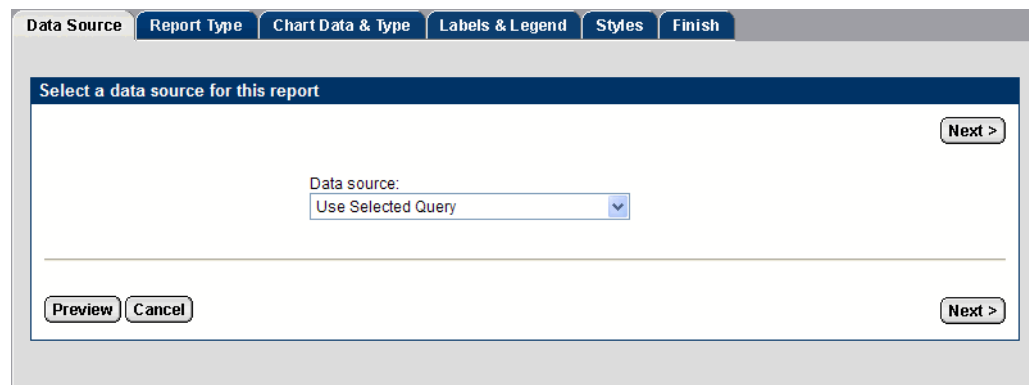 Data Source Report Type Chart Data & Type Labels & Legend Styles Finish
Select a data source for this report
Next >
Data source:
Use Selected Query
Preview Cancel Next >